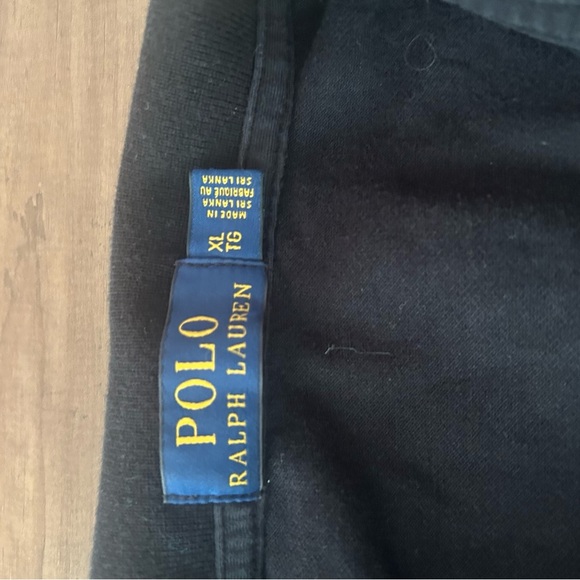 POLO
RALPH LAUREN
XL
TG
MADE IN
SRI LANKA
FABRIQUÉ AU
SRI LANKA